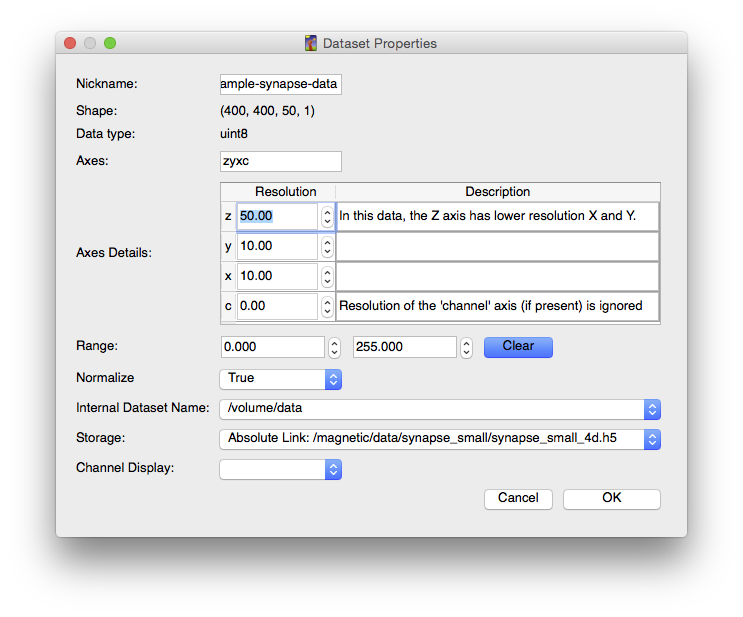 Dataset Properties
Nickname: ample-synapse-data
Shape: (400, 400, 50, 1)
Data type: uint8
Axes: zyxc
Resolution Description
z 50.00 In this data, the Z axis has lower resolution X and Y.
y 10.00
Axes Details:
x 10.00
c 0.00 Resolution of the 'channel' axis (if present) is ignored
Range: 0.000 255.000 Clear
Normalize True
Internal Dataset Name: /volume/data
Storage: Absolute Link: /magnetic/data/synapse_small/synapse_small_4d.h5
Channel Display:
Cancel OK